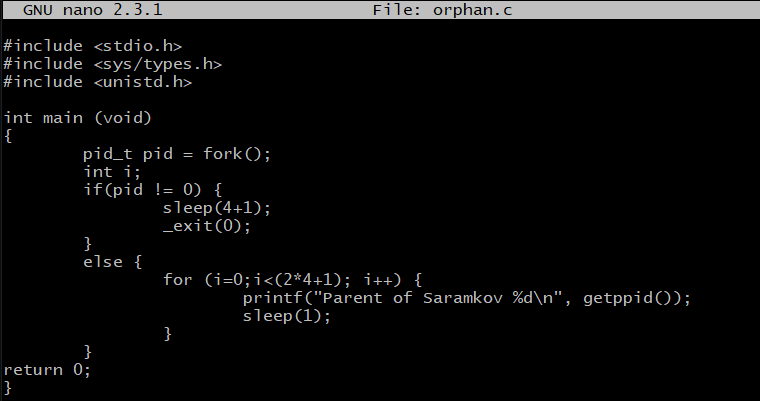 GNU nano 2.3.1 File: orphan.c
#include <stdio.h>
#include <sys/types.h>
#include <unistd.h>
int main (void)
{
pid_t pid = fork();
int i;
if(pid != 0) {
sleep(4+1);
_exit(0);
}
else {
for (i=0;i<(2*4+1); i++) {
printf("Parent of Saramkov %d\n", getppid());
sleep(1);
}
}
return 0;
}